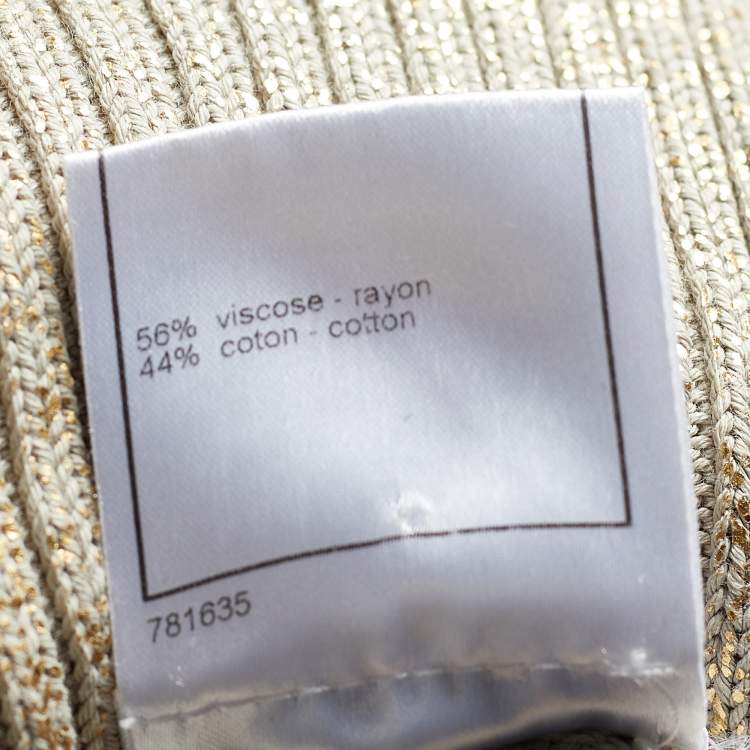 56% viscose - rayon
44% coton - cotton
781635